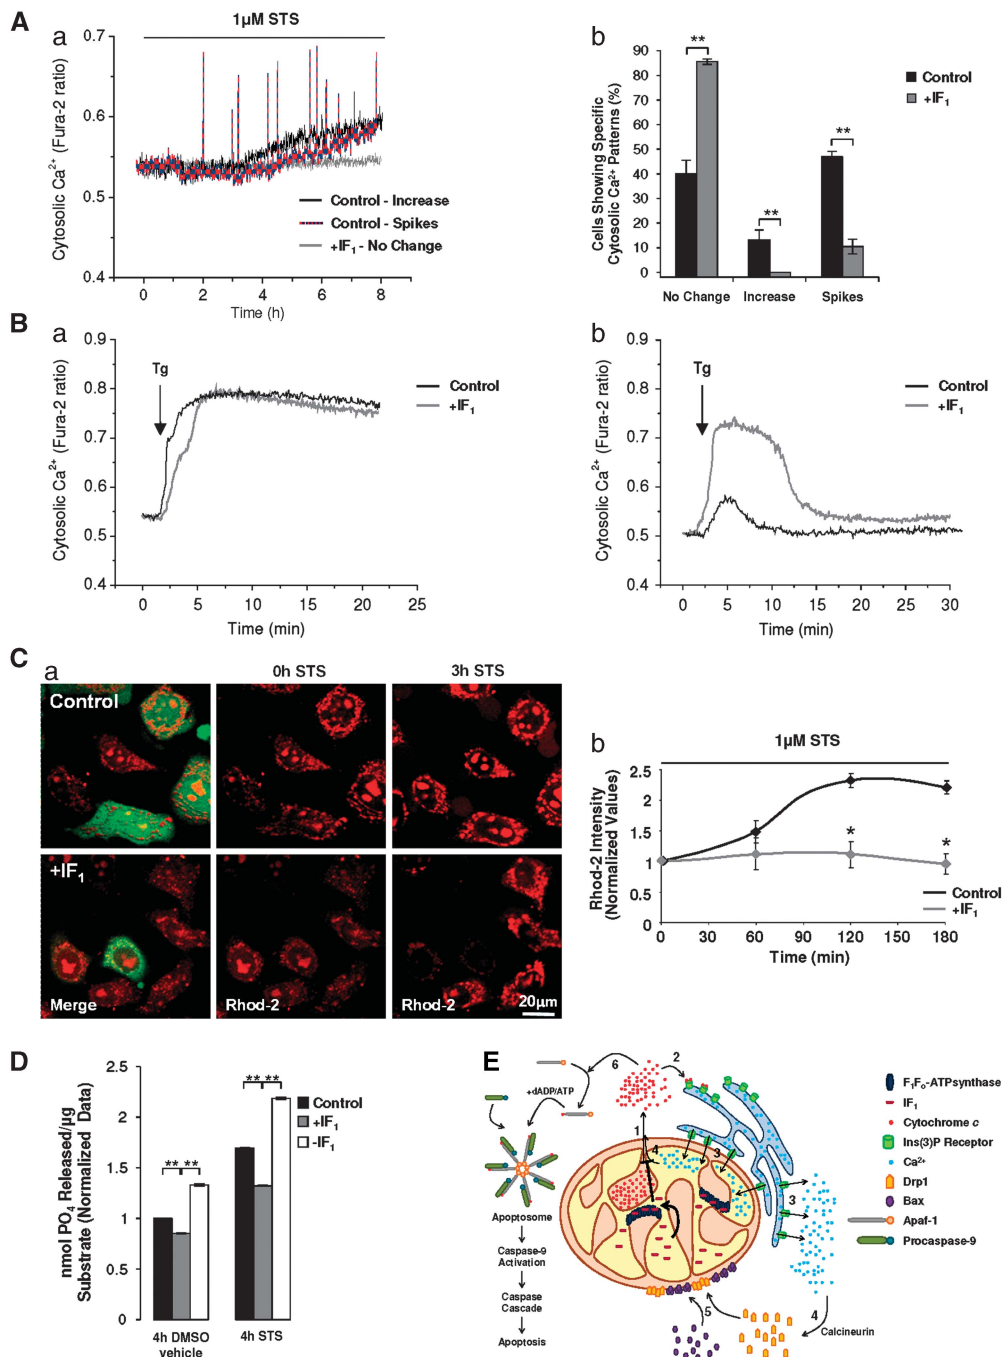 A
a
1µM STS
0.7
0.6
0.5
0.4
Cytosolic Ca2+ (Fura-2 ratio)
Control - Increase
Control - Spikes
+IF1 - No Change
0 2 4 6 8
Time (h)
b
90
80
70
60
50
40
30
20
10
0
Cells Showing Specific
Cytosolic Ca2+ Patterns (%)
**
**
**
Control
+IF1
No Change Increase Spikes
B
a
0.9
0.8
0.7
0.6
0.5
0.4
Cytosolic Ca2+ (Fura-2 ratio)
Tg
Control
+IF1
0 5 10 15 20 25
Time (min)
b
0.9
0.8
0.7
0.6
0.5
0.4
Cytosolic Ca2+ (Fura-2 ratio)
Tg
Control
+IF1
0 5 10 15 20 25 30
Time (min)
C
a
0h STS 3h STS
Control
+IF1
Merge Rhod-2 Rhod-2
20µm
b
1µM STS
2.5
2
1.5
1
0.5
0
Rhod-2 Intensity
(Normalized Values)
*
*
Control
+IF1
0 30 60 90 120 150 180
Time (min)
D
2.5
2
1.5
1
0.5
0
nmol PO4 Released/µg
Substrate (Normalized Data)
** **
** **
Control
+IF1
-IF1
4h DMSO
vehicle
4h STS
E
6
2
+dADP/ATP
1
4
3
3
5
4
Calcineurin
Apoptosome
Caspase-9
Activation
Caspase
Cascade
Apoptosis
F1Fo-ATPsynthase
IF1
Cytochrome c
Ins(3)P Receptor
Ca2+
Drp1
Bax
Apaf-1
Procaspase-9